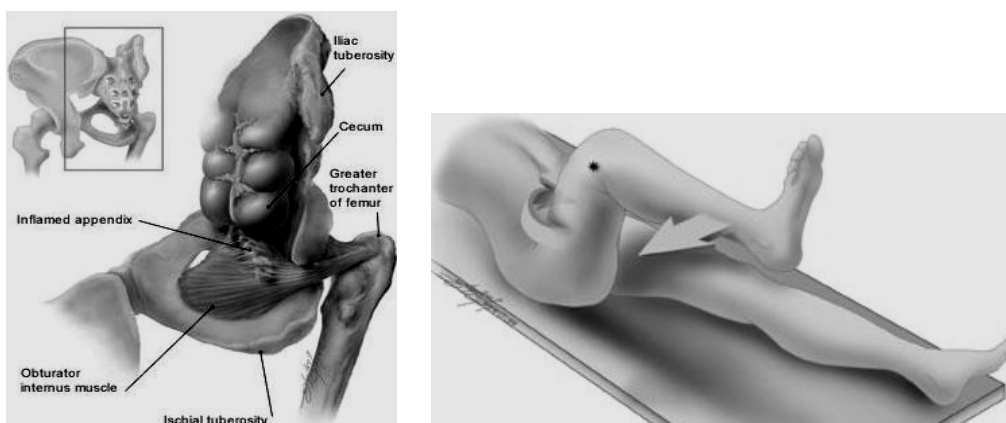 Iliac
tuberosity
Cecum
Greater
trochanter
of femur
Inflamed appendix
Obturator
internus muscle
Ischial tuberosity